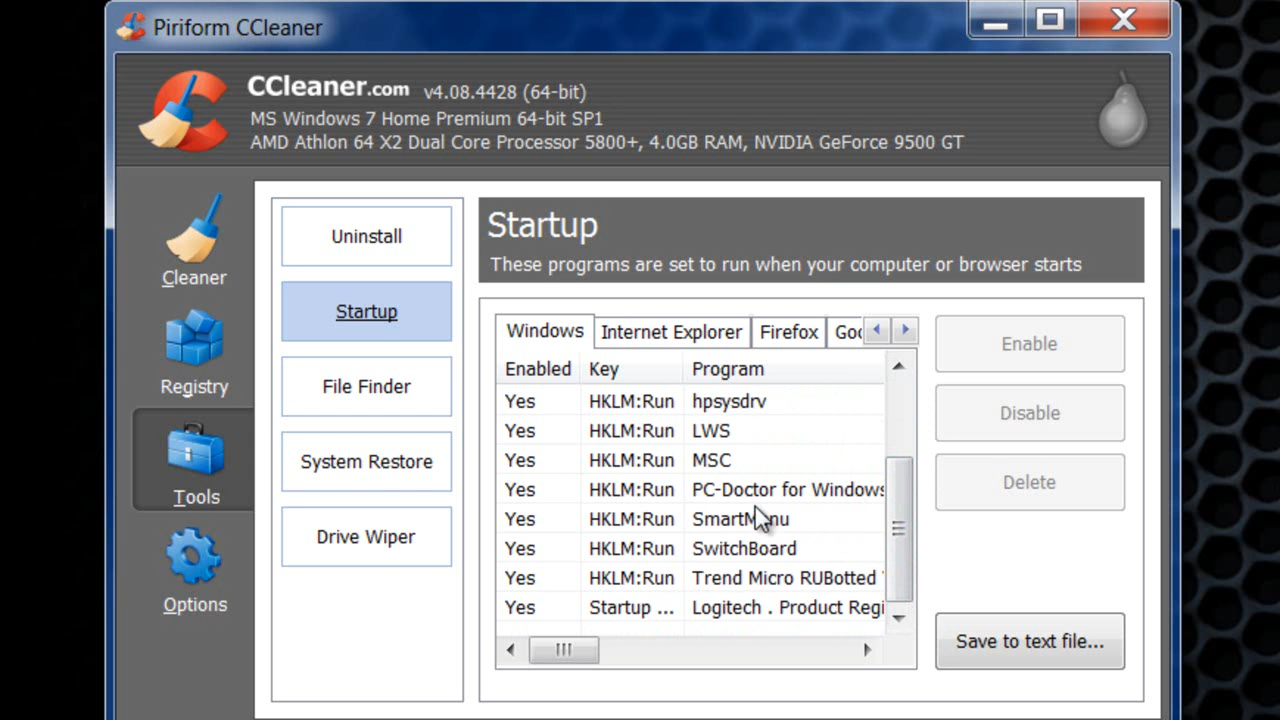 Piriform CCleaner
CCleaner.com v4.08.4428 (64-bit)
MS Windows 7 Home Premium 64-bit SP1
AMD Athlon 64 X2 Dual Core Processor 5800+, 4.0GB RAM, NVIDIA GeForce 9500 GT
Cleaner
Registry
Tools
Options
Uninstall
Startup
File Finder
System Restore
Drive Wiper
Startup
These programs are set to run when your computer or browser starts
Windows Internet Explorer Firefox Goo
Enabled Key Program
Yes HKLM:Run hpsysdrv
Yes HKLM:Run LWS
Yes HKLM:Run MSC
Yes HKLM:Run PC-Doctor for Windows
Yes HKLM:Run SmartMenu
Yes HKLM:Run SwitchBoard
Yes HKLM:Run Trend Micro RUBotted
Yes Startup ... Logitech . Product Regi
Enable
Disable
Delete
Save to text file...